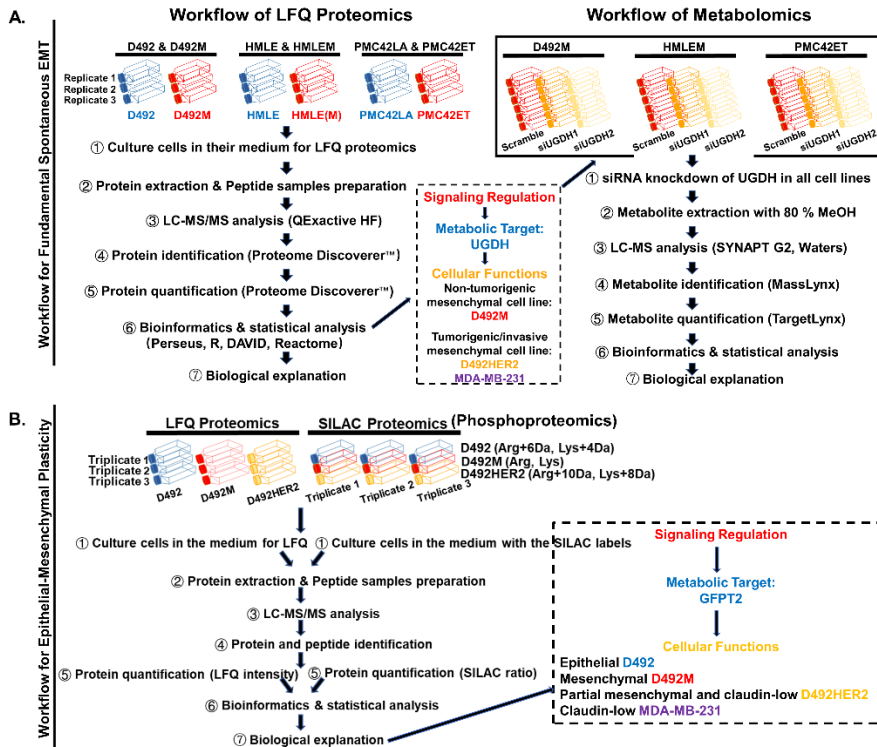 A.
Workflow for Fundamental Spontaneous EMT
Workflow of LFQ Proteomics
D492 & D492M
HMLE & HMLEM
PMC42LA & PMC42ET
Replicate 1
Replicate 2
Replicate 3
D492
D492M
HMLE
HMLE(M)
PMC42LA
PMC42ET
① Culture cells in their medium for LFQ proteomics
② Protein extraction & Peptide samples preparation
③ LC-MS/MS analysis (QExactive HF)
④ Protein identification (Proteome Discoverer™)
⑤ Protein quantification (Proteome Discoverer™)
⑥ Bioinformatics & statistical analysis
(Perseus, R, DAVID, Reactome)
⑦ Biological explanation
Signaling Regulation
Metabolic Target:
UGDH
Cellular Functions
Non-tumorigenic
mesenchymal cell line:
D492M
Tumorigenic/invasive
mesenchymal cell line:
D492HER2
MDA-MB-231
Workflow of Metabolomics
D492M
HMLEM
PMC42ET
Scramble
siUGDH1
siUGDH2
Scramble
siUGDH1
siUGDH2
Scramble
siUGDH1
siUGDH2
① siRNA knockdown of UGDH in all cell lines
② Metabolite extraction with 80 % MeOH
③ LC-MS analysis (SYNAPT G2, Waters)
④ Metabolite identification (MassLynx)
⑤ Metabolite quantification (TargetLynx)
⑥ Bioinformatics & statistical analysis
⑦ Biological explanation
B.
Workflow for Epithelial-Mesenchymal Plasticity
LFQ Proteomics
SILAC Proteomics (Phosphoproteomics)
Triplicate 1
Triplicate 2
Triplicate 3
D492
D492M
D492HER2
Triplicate 1
Triplicate 2
Triplicate 3
D492 (Arg+6Da, Lys+4Da)
D492M (Arg, Lys)
D492HER2 (Arg+10Da, Lys+8Da)
① Culture cells in the medium for LFQ
① Culture cells in the medium with the SILAC labels
② Protein extraction & Peptide samples preparation
③ LC-MS/MS analysis
④ Protein and peptide identification
⑤ Protein quantification (LFQ intensity)
⑤ Protein quantification (SILAC ratio)
⑥ Bioinformatics & statistical analysis
⑦ Biological explanation
Signaling Regulation
Metabolic Target:
GFPT2
Cellular Functions
Epithelial D492
Mesenchymal D492M
Partial mesenchymal and claudin-low D492HER2
Claudin-low MDA-MB-231